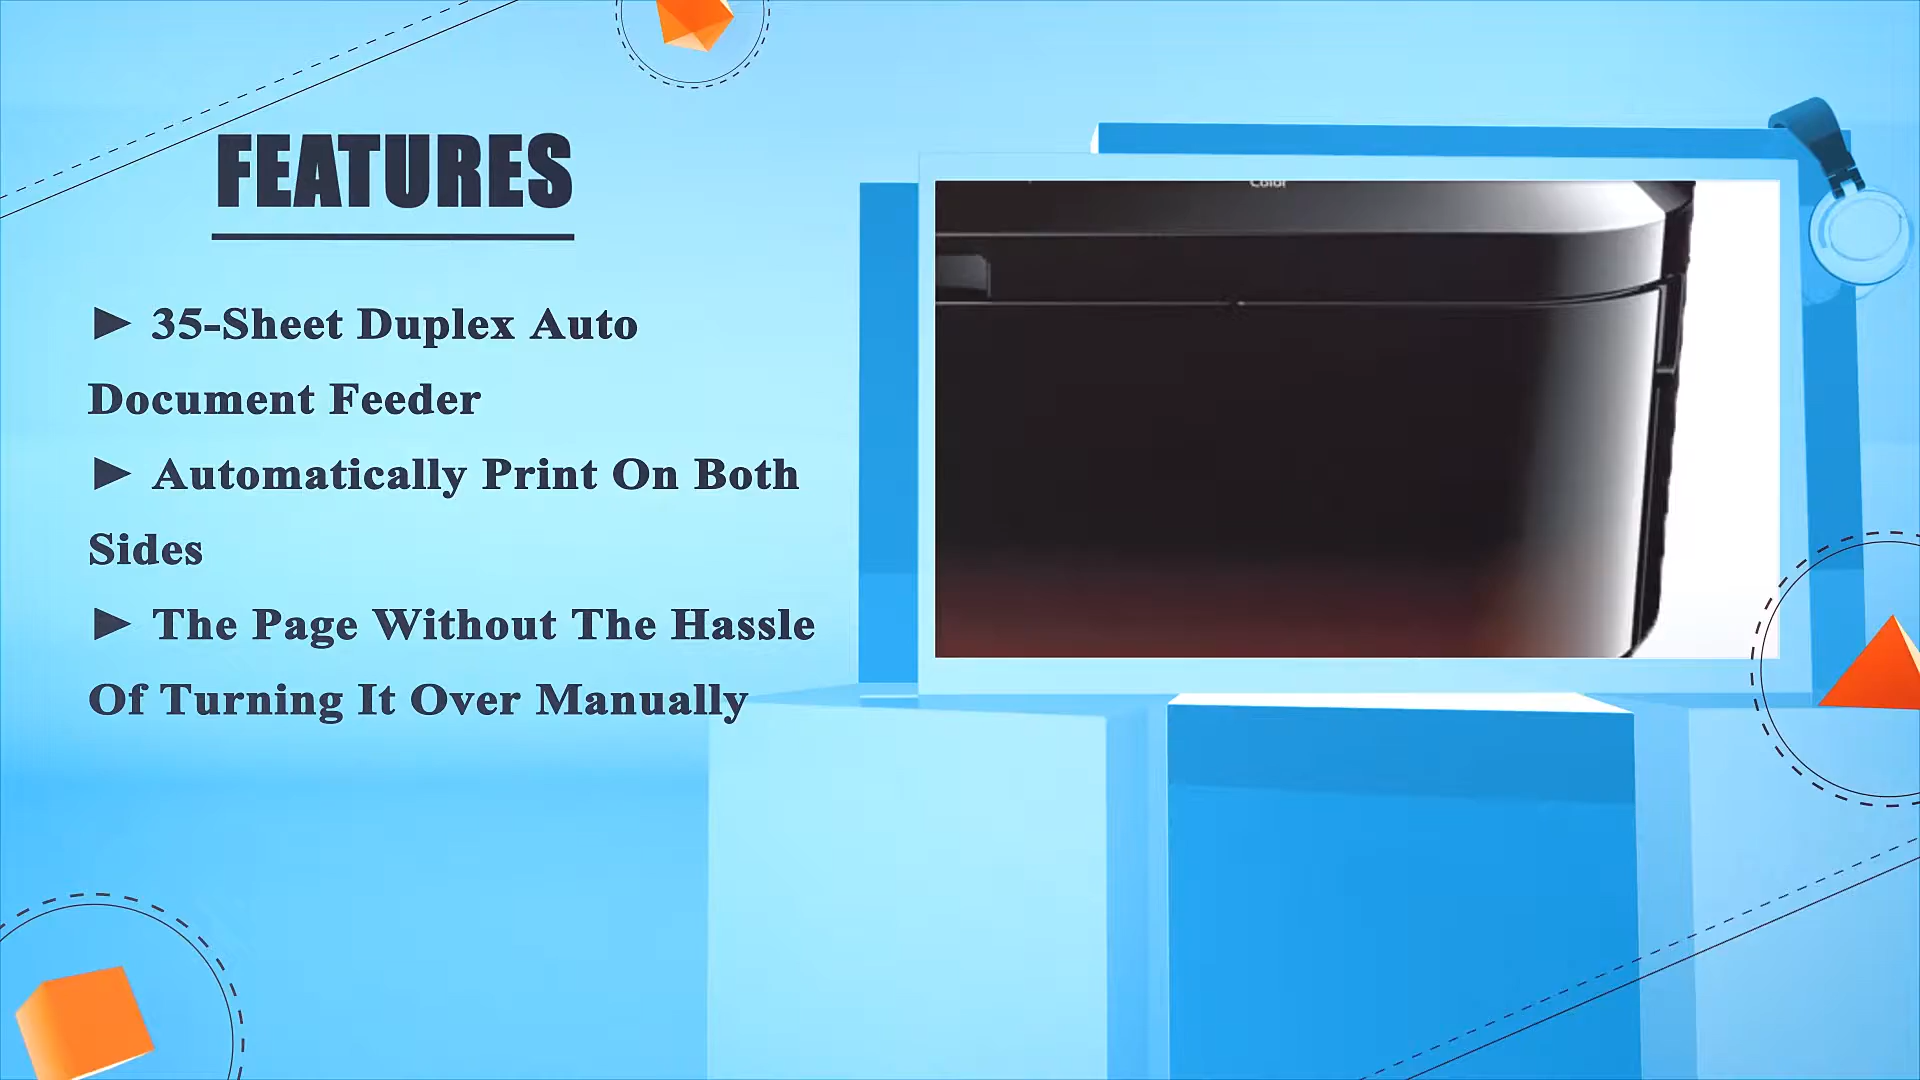 FEATURES
► 35-Sheet Duplex Auto
Document Feeder
► Automatically Print On Both
Sides
► The Page Without The Hassle
Of Turning It Over Manually
Color